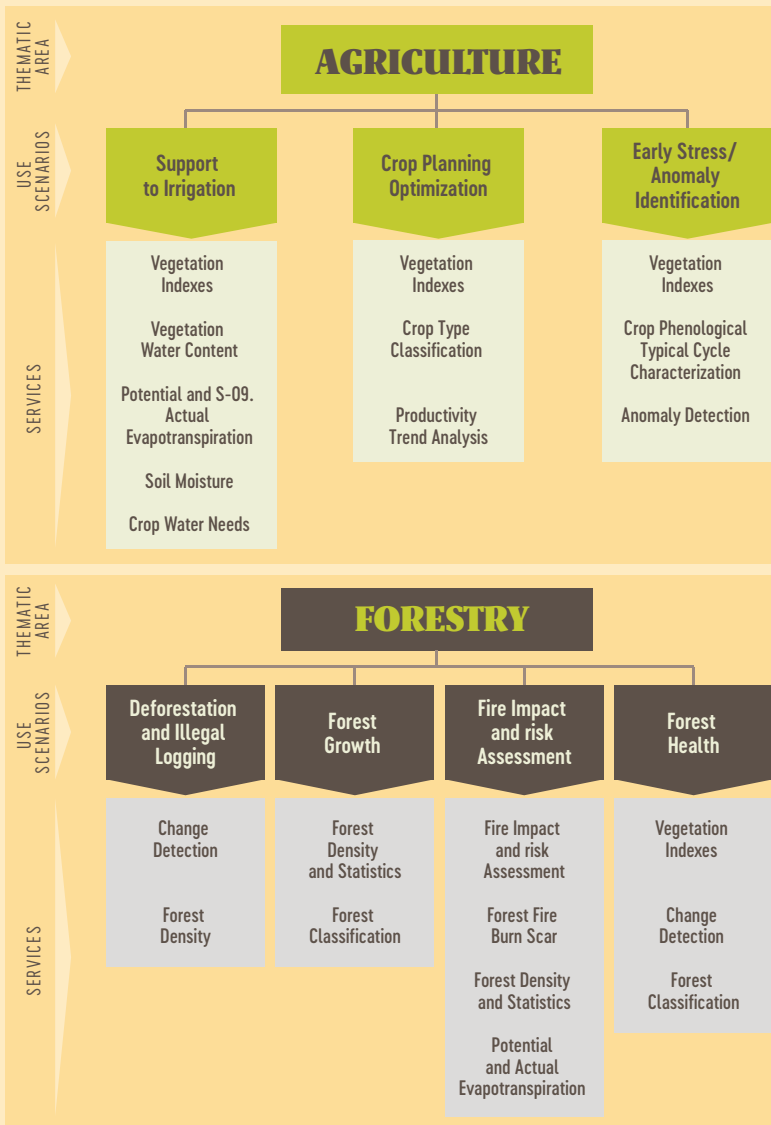 THEMATIC
AREA
AGRICULTURE
USE
SCENARIOS
Support
to Irrigation
Crop Planning
Optimization
Early Stress/
Anomaly
Identification
SERVICES
Vegetation
Indexes
Vegetation
Water Content
Potential and S-09.
Actual
Evapotranspiration
Soil Moisture
Crop Water Needs
Vegetation
Indexes
Crop Type
Classification
Productivity
Trend Analysis
Vegetation
Indexes
Crop Phenological
Typical Cycle
Characterization
Anomaly Detection
THEMATIC
AREA
FORESTRY
USE
SCENARIOS
Deforestation
and Illegal
Logging
Forest
Growth
Fire Impact
and risk
Assessment
Forest
Health
SERVICES
Change
Detection
Forest
Density
Forest
Density
and Statistics
Forest
Classification
Fire Impact
and risk
Assessment
Forest Fire
Burn Scar
Forest Density
and Statistics
Potential
and Actual
Evapotranspiration
Vegetation
Indexes
Change
Detection
Forest
Classification